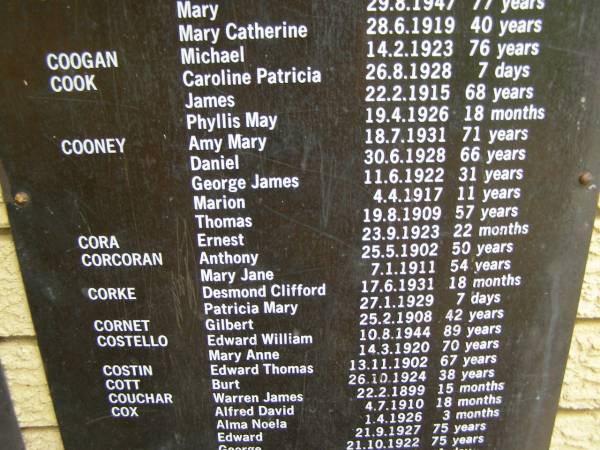 Mary 29.8.1947 77 years
Mary Catherine 28.6.1919 40 years
COOGAN Michael 14.2.1923 76 years
COOK Caroline Patricia 26.8.1928 7 days
James 22.2.1915 68 years
Phyllis May 19.4.1926 18 months
COONEY Amy Mary 18.7.1931 71 years
Daniel 30.6.1928 66 years
George James 11.6.1922 31 years
Marion 4.4.1917 11 years
Thomas 19.8.1909 57 years
CORA Ernest 23.9.1923 22 months
CORCORAN Anthony 25.5.1902 50 years
Mary Jane 7.1.1911 54 years
CORKE Desmond Clifford 17.6.1931 18 months
Patricia Mary 27.1.1929 7 days
CORNET Gilbert 25.2.1908 42 years
COSTELLO Edward William 10.8.1944 89 years
Mary Anne 14.3.1920 70 years
COSTIN Edward Thomas 13.11.1902 67 years
COTT Burt 26.10.1924 38 years
COUCHAR Warren James 22.2.1899 15 months
COX Alfred David 4.7.1910 18 months
Alma Noela 1.4.1926 3 months
Edward 21.9.1927 75 years
George 21.10.1922 75 years